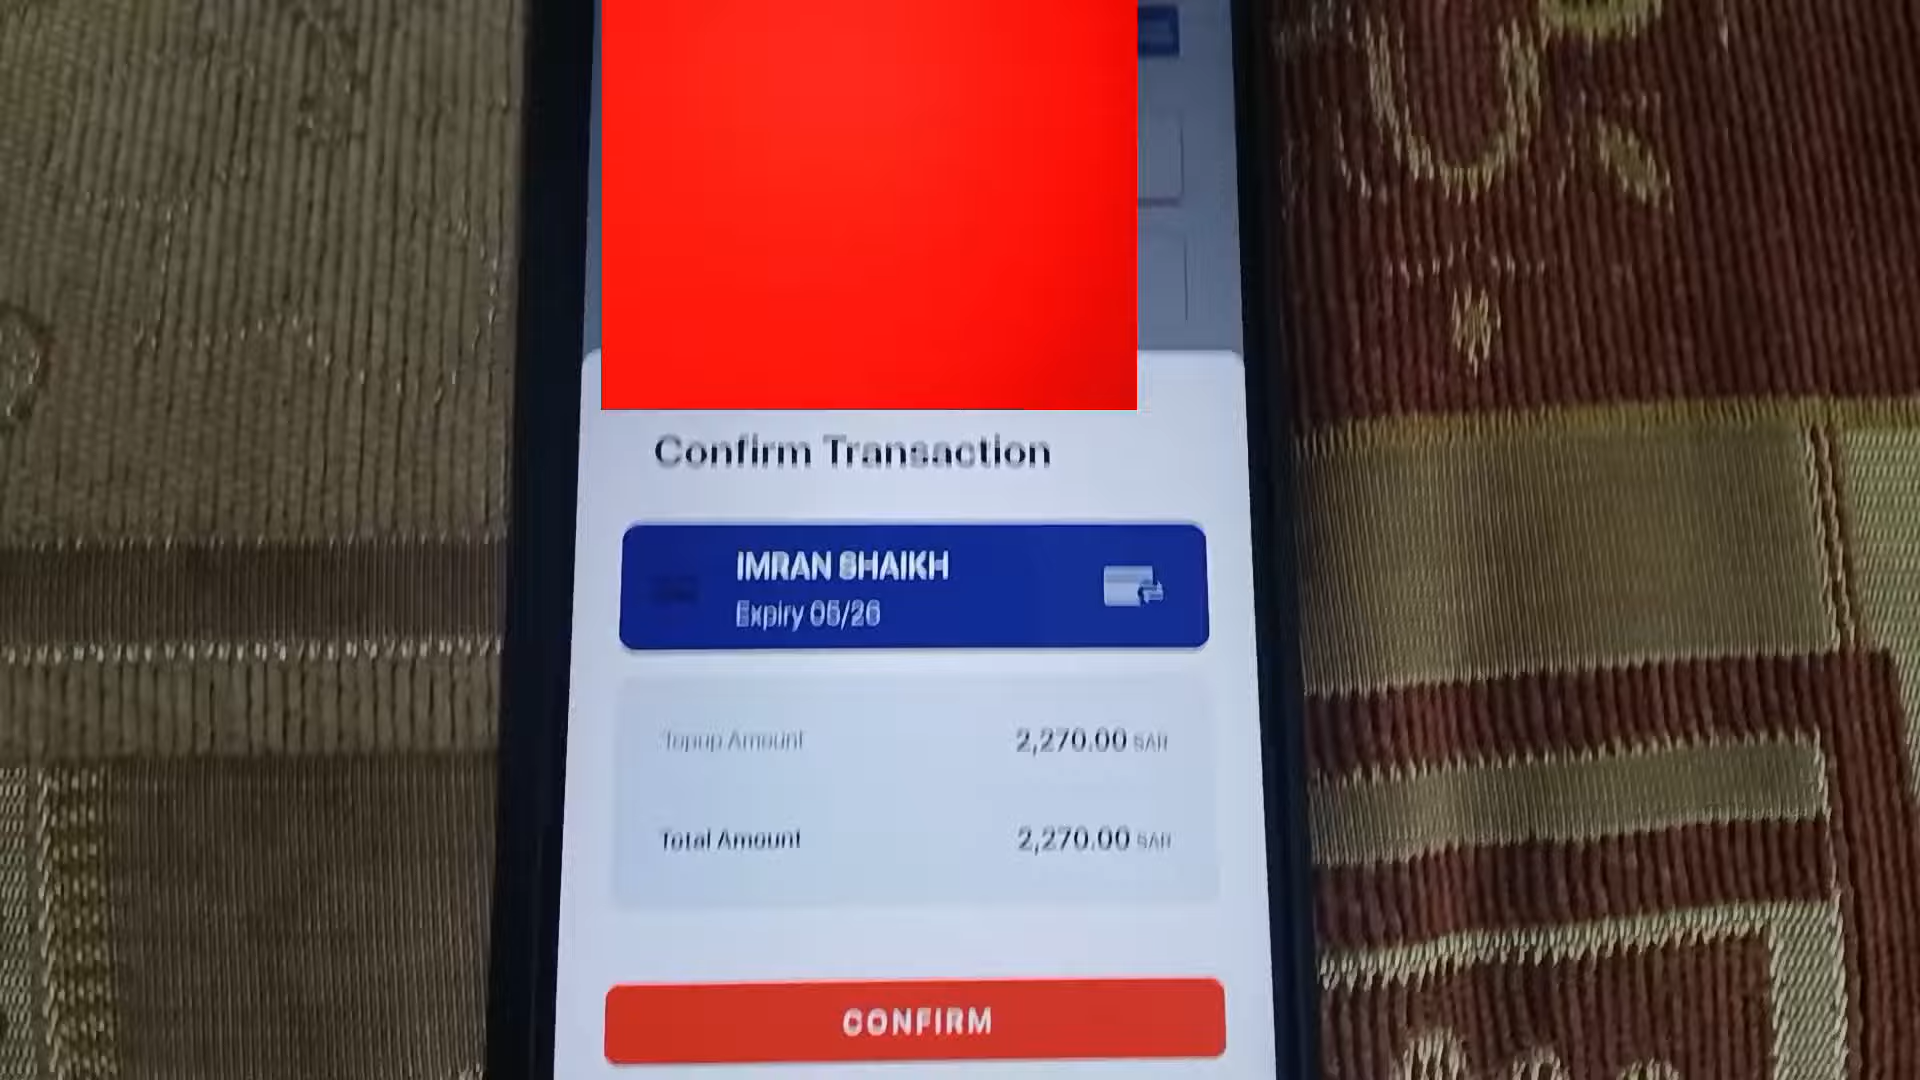 Confirm Transaction
IMRAN SHAIKH
Expiry 05/26
Topup Amount 2,270.00 SAR
Total Amount 2,270.00 SAR
CONFIRM